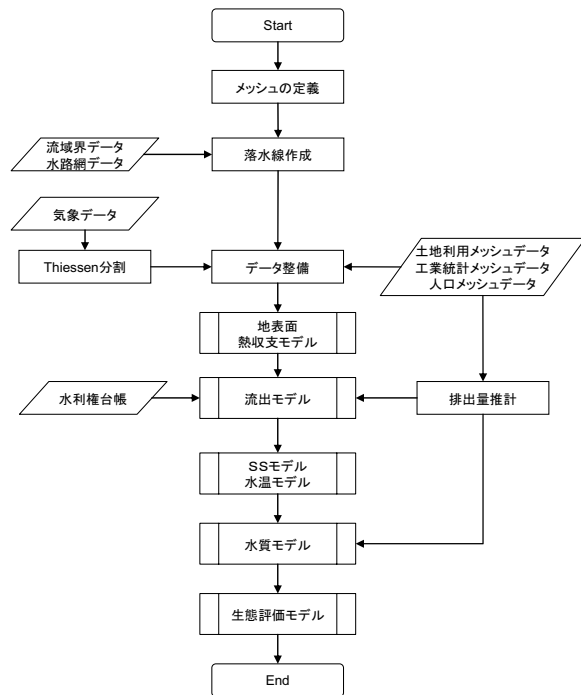 Start
メッシュの定義
流域界データ
水路網データ
落水線作成
気象データ
Thiessen分割
データ整備
土地利用メッシュデータ
工業統計メッシュデータ
人口メッシュデータ
地表面
熱収支モデル
水利権台帳
流出モデル
排出量推計
SSモデル
水温モデル
水質モデル
生態評価モデル
End